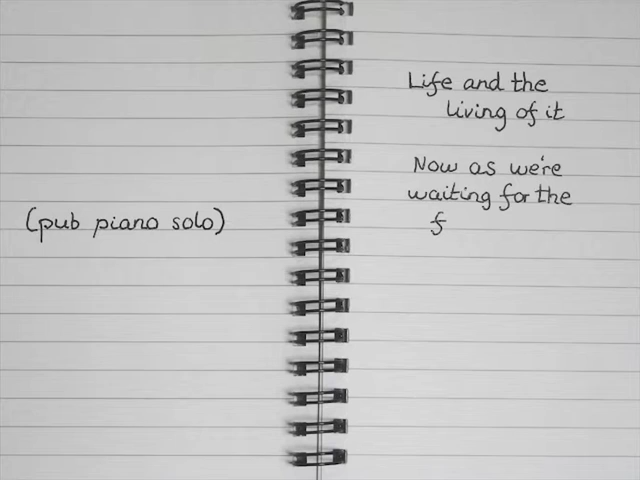 (pub piano solo)
Life and the
living of it
Now as we're
waiting for the
f